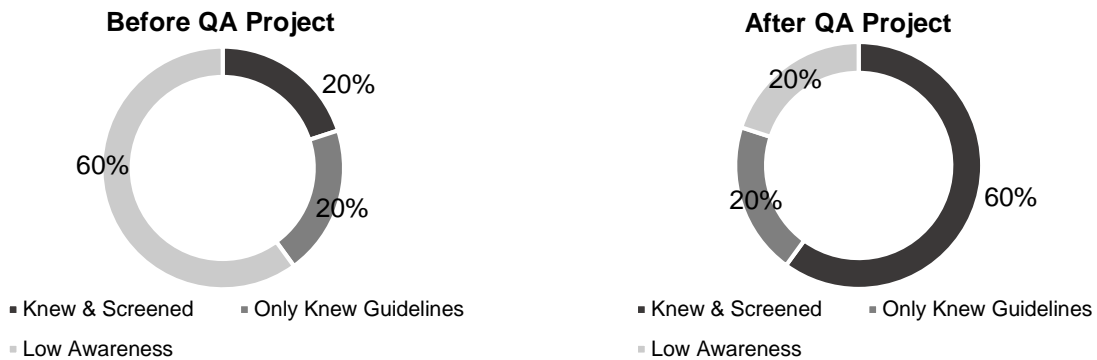 Before QA Project
20%
60%
20%
■ Knew & Screened ■ Only Knew Guidelines
■ Low Awareness
After QA Project
20%
20%
60%
■ Knew & Screened ■ Only Knew Guidelines
■ Low Awareness